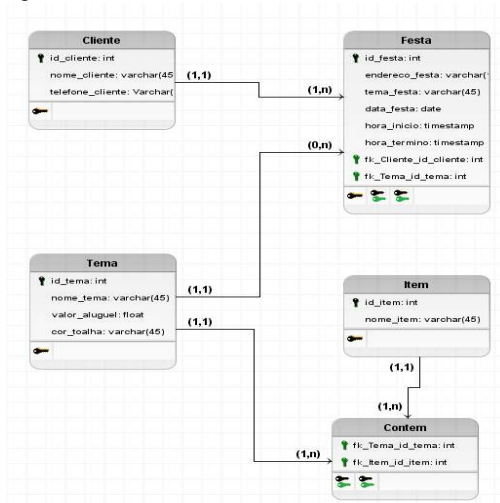 Cliente
id_cliente: int
nome_cliente: varchar(45
telefone_cliente: Varchar(
(1,1)
(1,n)
Festa
id_festa: int
endereco_festa: varchar(
tema_festa: varchar(45)
data_festa: date
hora_inicio: timestamp
hora_termino: timestamp
fk_Cliente_id_cliente: int
fk_Tema_id_tema: int
(0,n)
Tema
id_tema: int
nome_tema: varchar(45)
valor_aluguel: float
cor_toalha: varchar(45)
(1,1)
(1,1)
Item
id_item: int
nome_item: varchar(45)
(1,1)
(1,n)
(1,n)
Contem
fk_Tema_id_tema: int
fk_Item_id_item: int